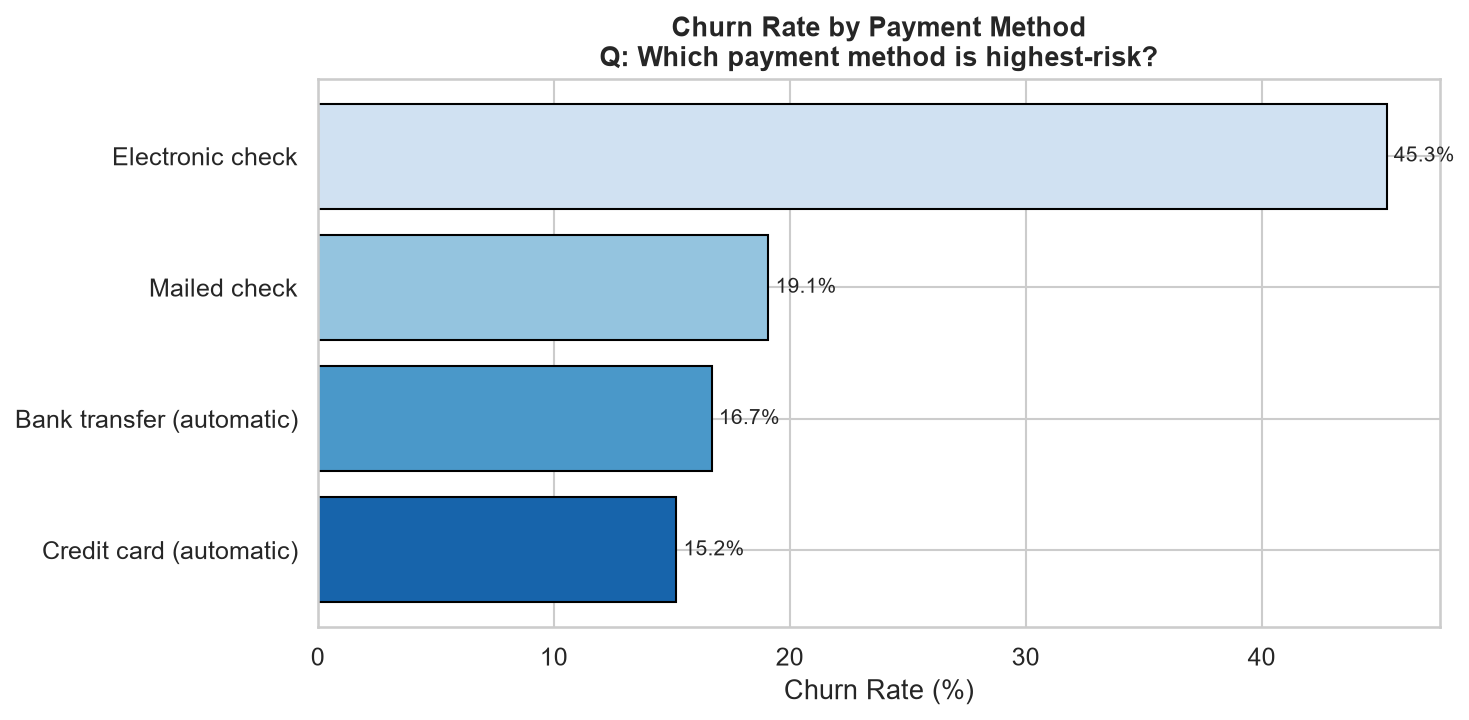 Churn Rate by Payment Method
Q: Which payment method is highest-risk?
Electronic check
45.3%
Mailed check
19.1%
Bank transfer (automatic)
16.7%
Credit card (automatic)
15.2%
0 10 20 30 40
Churn Rate (%)